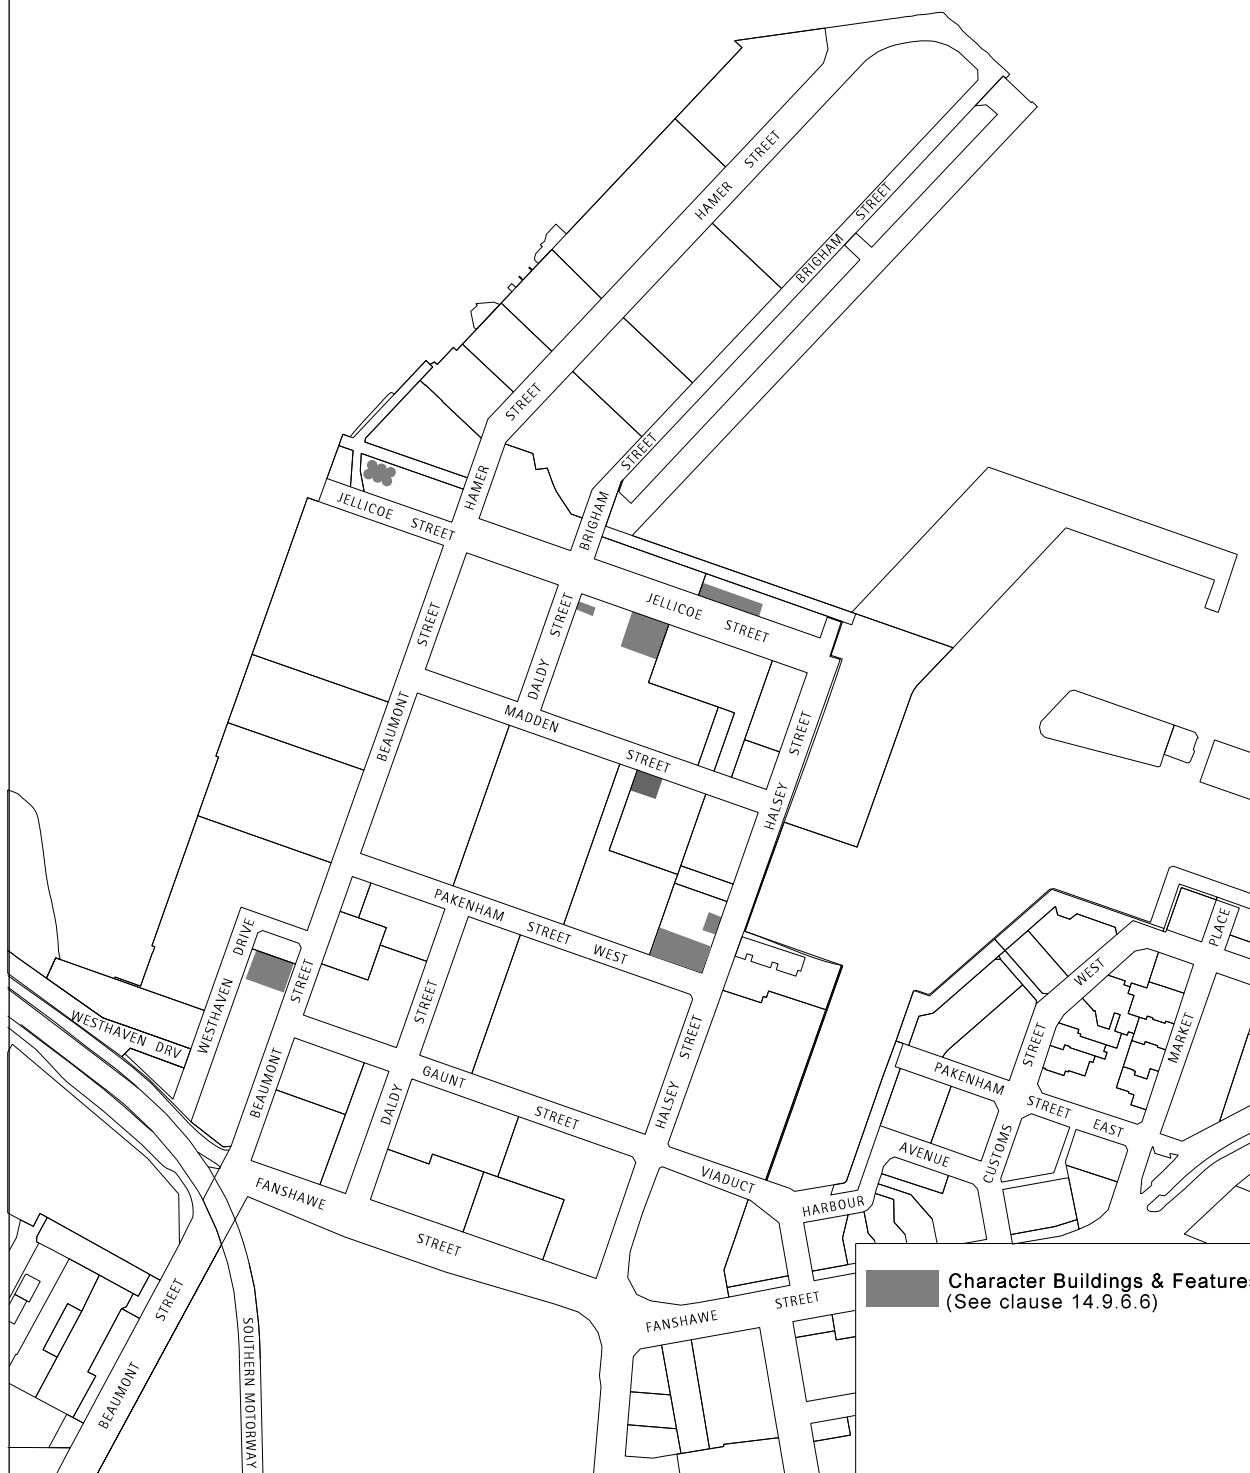 HAMER STREET
BRIGHAM STREET
STREET
STREET
HAMER
BRIGHAM
JELLICOE STREET
JELLICOE STREET
STREET
DALDY STREET
BEAUMONT
MADDEN STREET
HALSEY STREET
PAKENHAM STREET WEST
WESTHAVEN DRIVE
STREET
STREET
WESTHAVEN DRV
BEAUMONT
DALDY
GAUNT STREET
HALSEY STREET
PLACE
WEST
STREET
MARKET
PAKENHAM STREET EAST
CUSTOMS
AVENUE
VIADUCT
HARBOUR
FANSHAWE STREET
FANSHAWE STREET
BEAUMONT STREET
SOUTHERN MOTORWAY
Character Buildings & Features
(See clause 14.9.6.6)